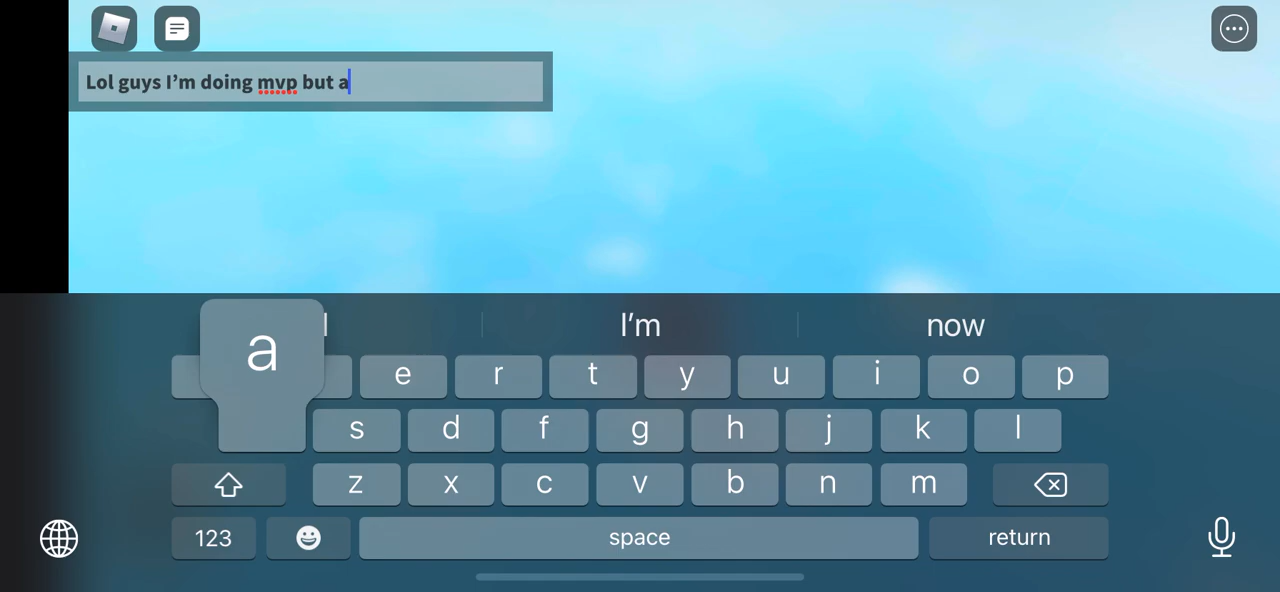 Lol guys I’m doing mvp but a
I’m now
a
e r t y u i o p
s d f g h j k l
z x c v b n m
123 space return